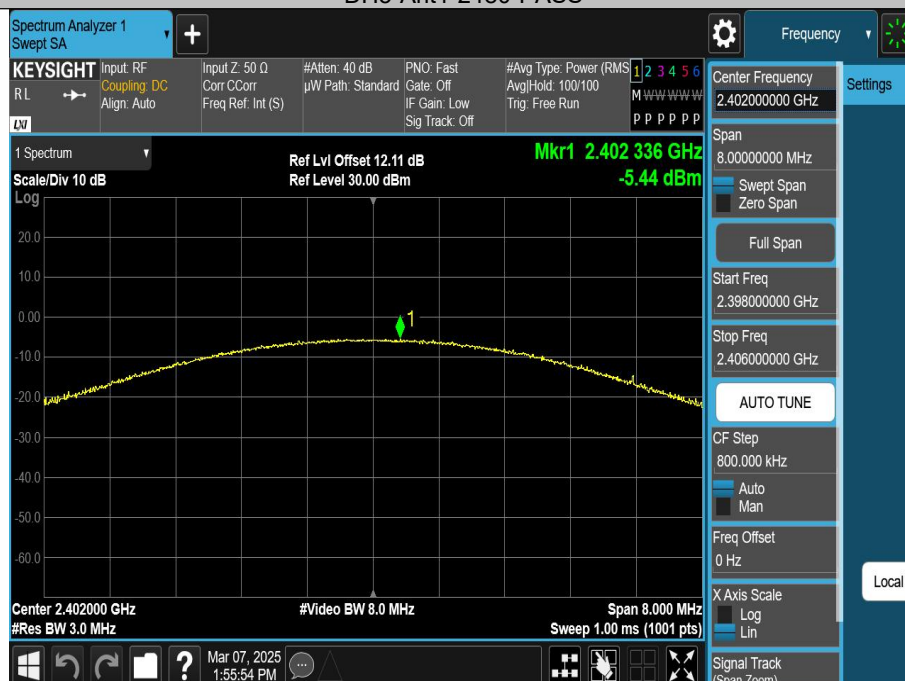 Spectrum Analyzer 1
Swept SA
Frequency
KEYSIGHT
RL
LXI
Input: RF
Coupling: DC
Align: Auto
Input Z: 50 Ω
Corr CCorr
Freq Ref: Int (S)
#Atten: 40 dB
µW Path: Standard
PNO: Fast
Gate: Off
IF Gain: Low
Sig Track: Off
#Avg Type: Power (RMS
Avg|Hold: 100/100
Trig: Free Run
1 2 3 4 5 6
M W W W W W
P P P P P P
1 Spectrum
Scale/Div 10 dB
Log
Ref Lvl Offset 12.11 dB
Ref Level 30.00 dBm
Mkr1 2.402 336 GHz
-5.44 dBm
20.0
10.0
0.00
-10.0
-20.0
-30.0
-40.0
-50.0
-60.0
1
1
Center 2.402000 GHz
#Res BW 3.0 MHz
#Video BW 8.0 MHz
Span 8.000 MHz
Sweep 1.00 ms (1001 pts)
Center Frequency
2.402000000 GHz
Settings
Span
8.00000000 MHz
Swept Span
Zero Span
Full Span
Start Freq
2.398000000 GHz
Stop Freq
2.406000000 GHz
AUTO TUNE
CF Step
800.000 kHz
Auto
Man
Freq Offset
0 Hz
Local
X Axis Scale
Log
Lin
Signal Track
(Span Zoom)
?
Mar 07, 2025
1:55:54 PM